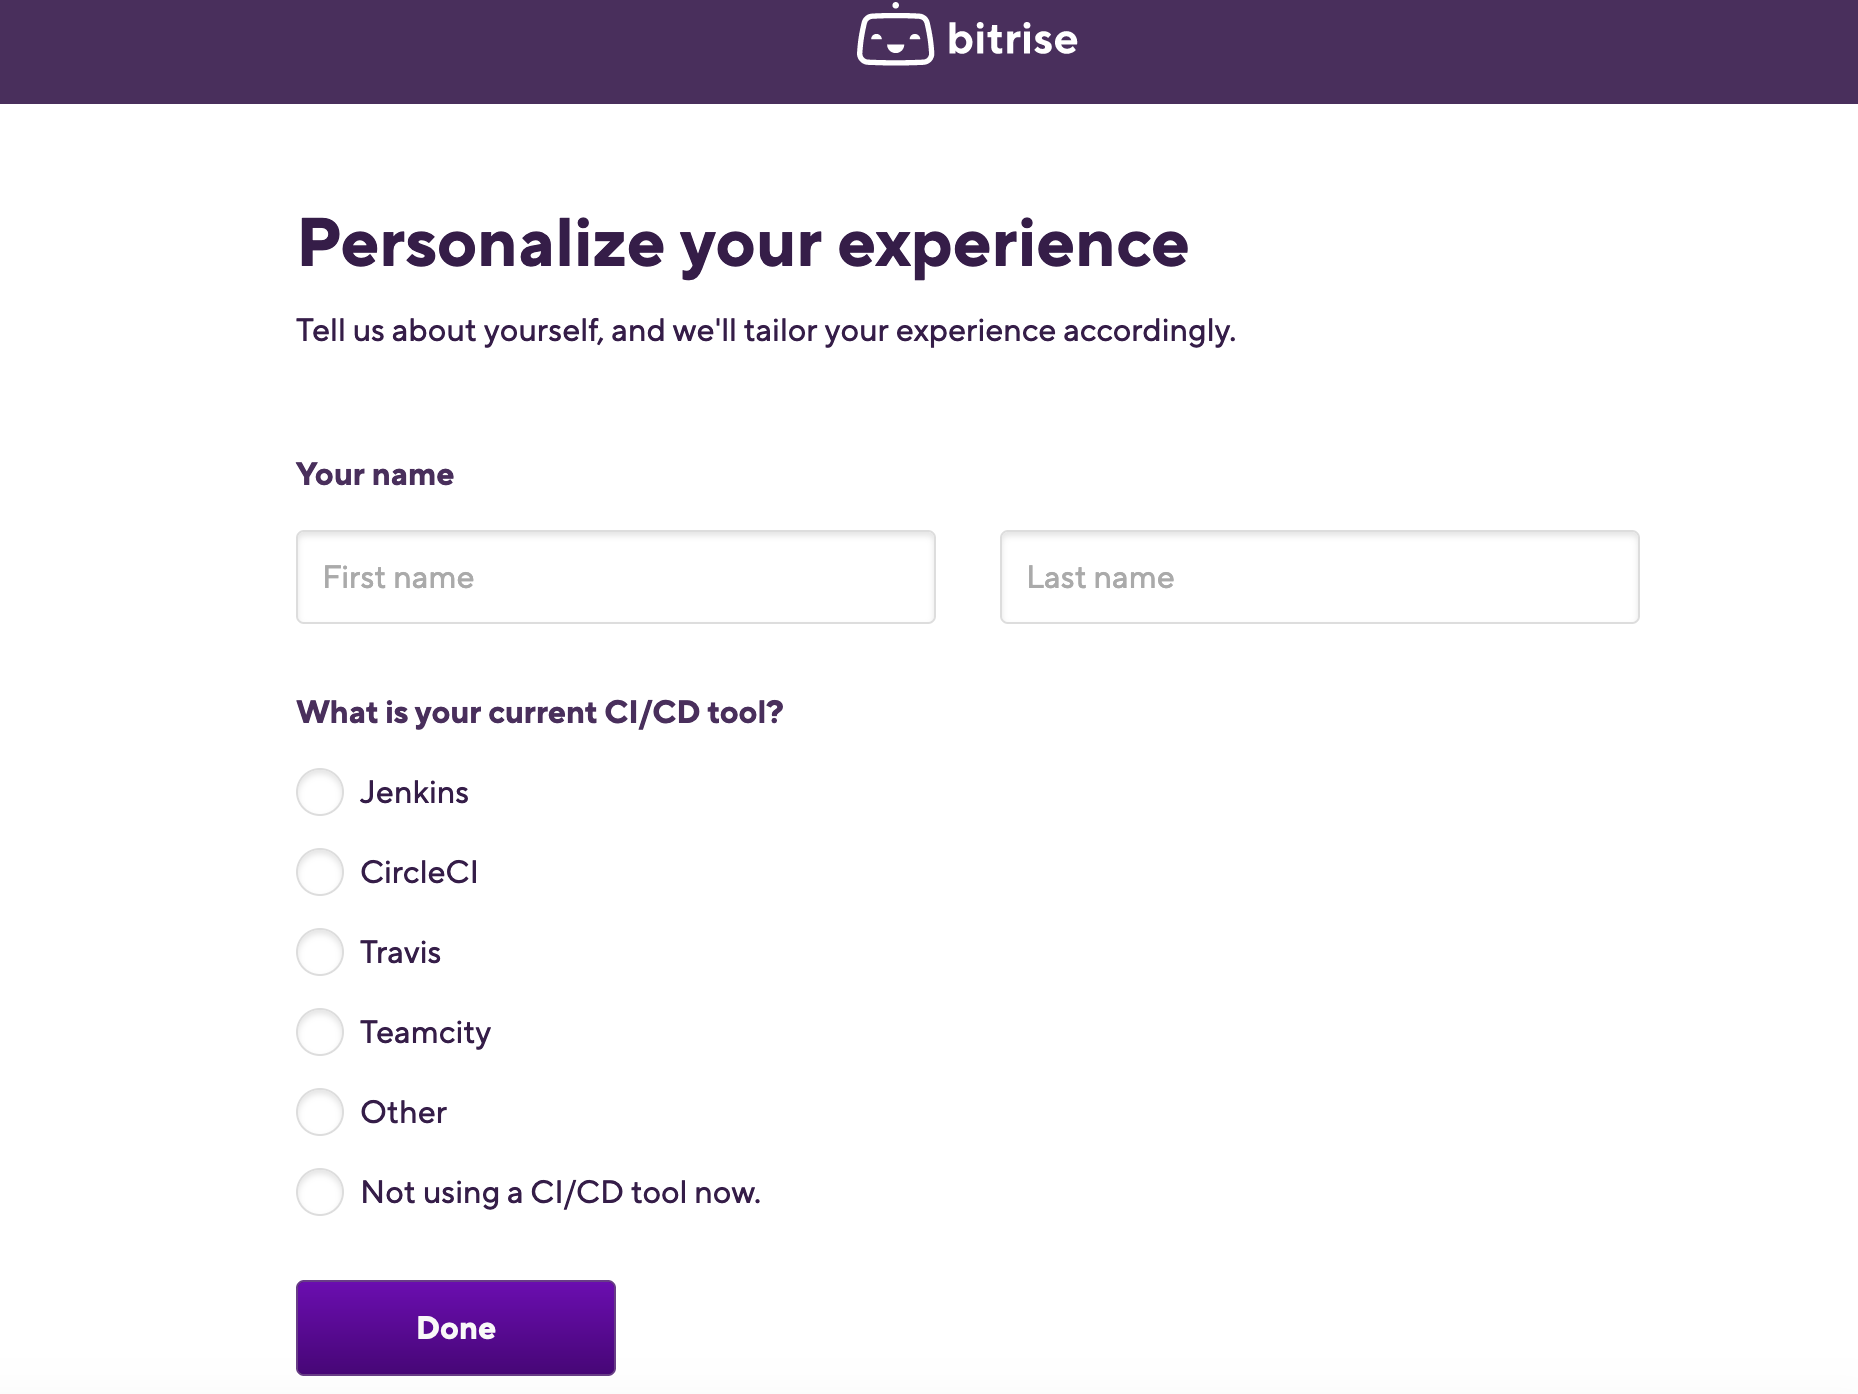 bitrise
Personalize your experience
Tell us about yourself, and we'll tailor your experience accordingly.
Your name
First name
Last name
What is your current CI/CD tool?
Jenkins
CircleCI
Travis
Teamcity
Other
Not using a CI/CD tool now.
Done